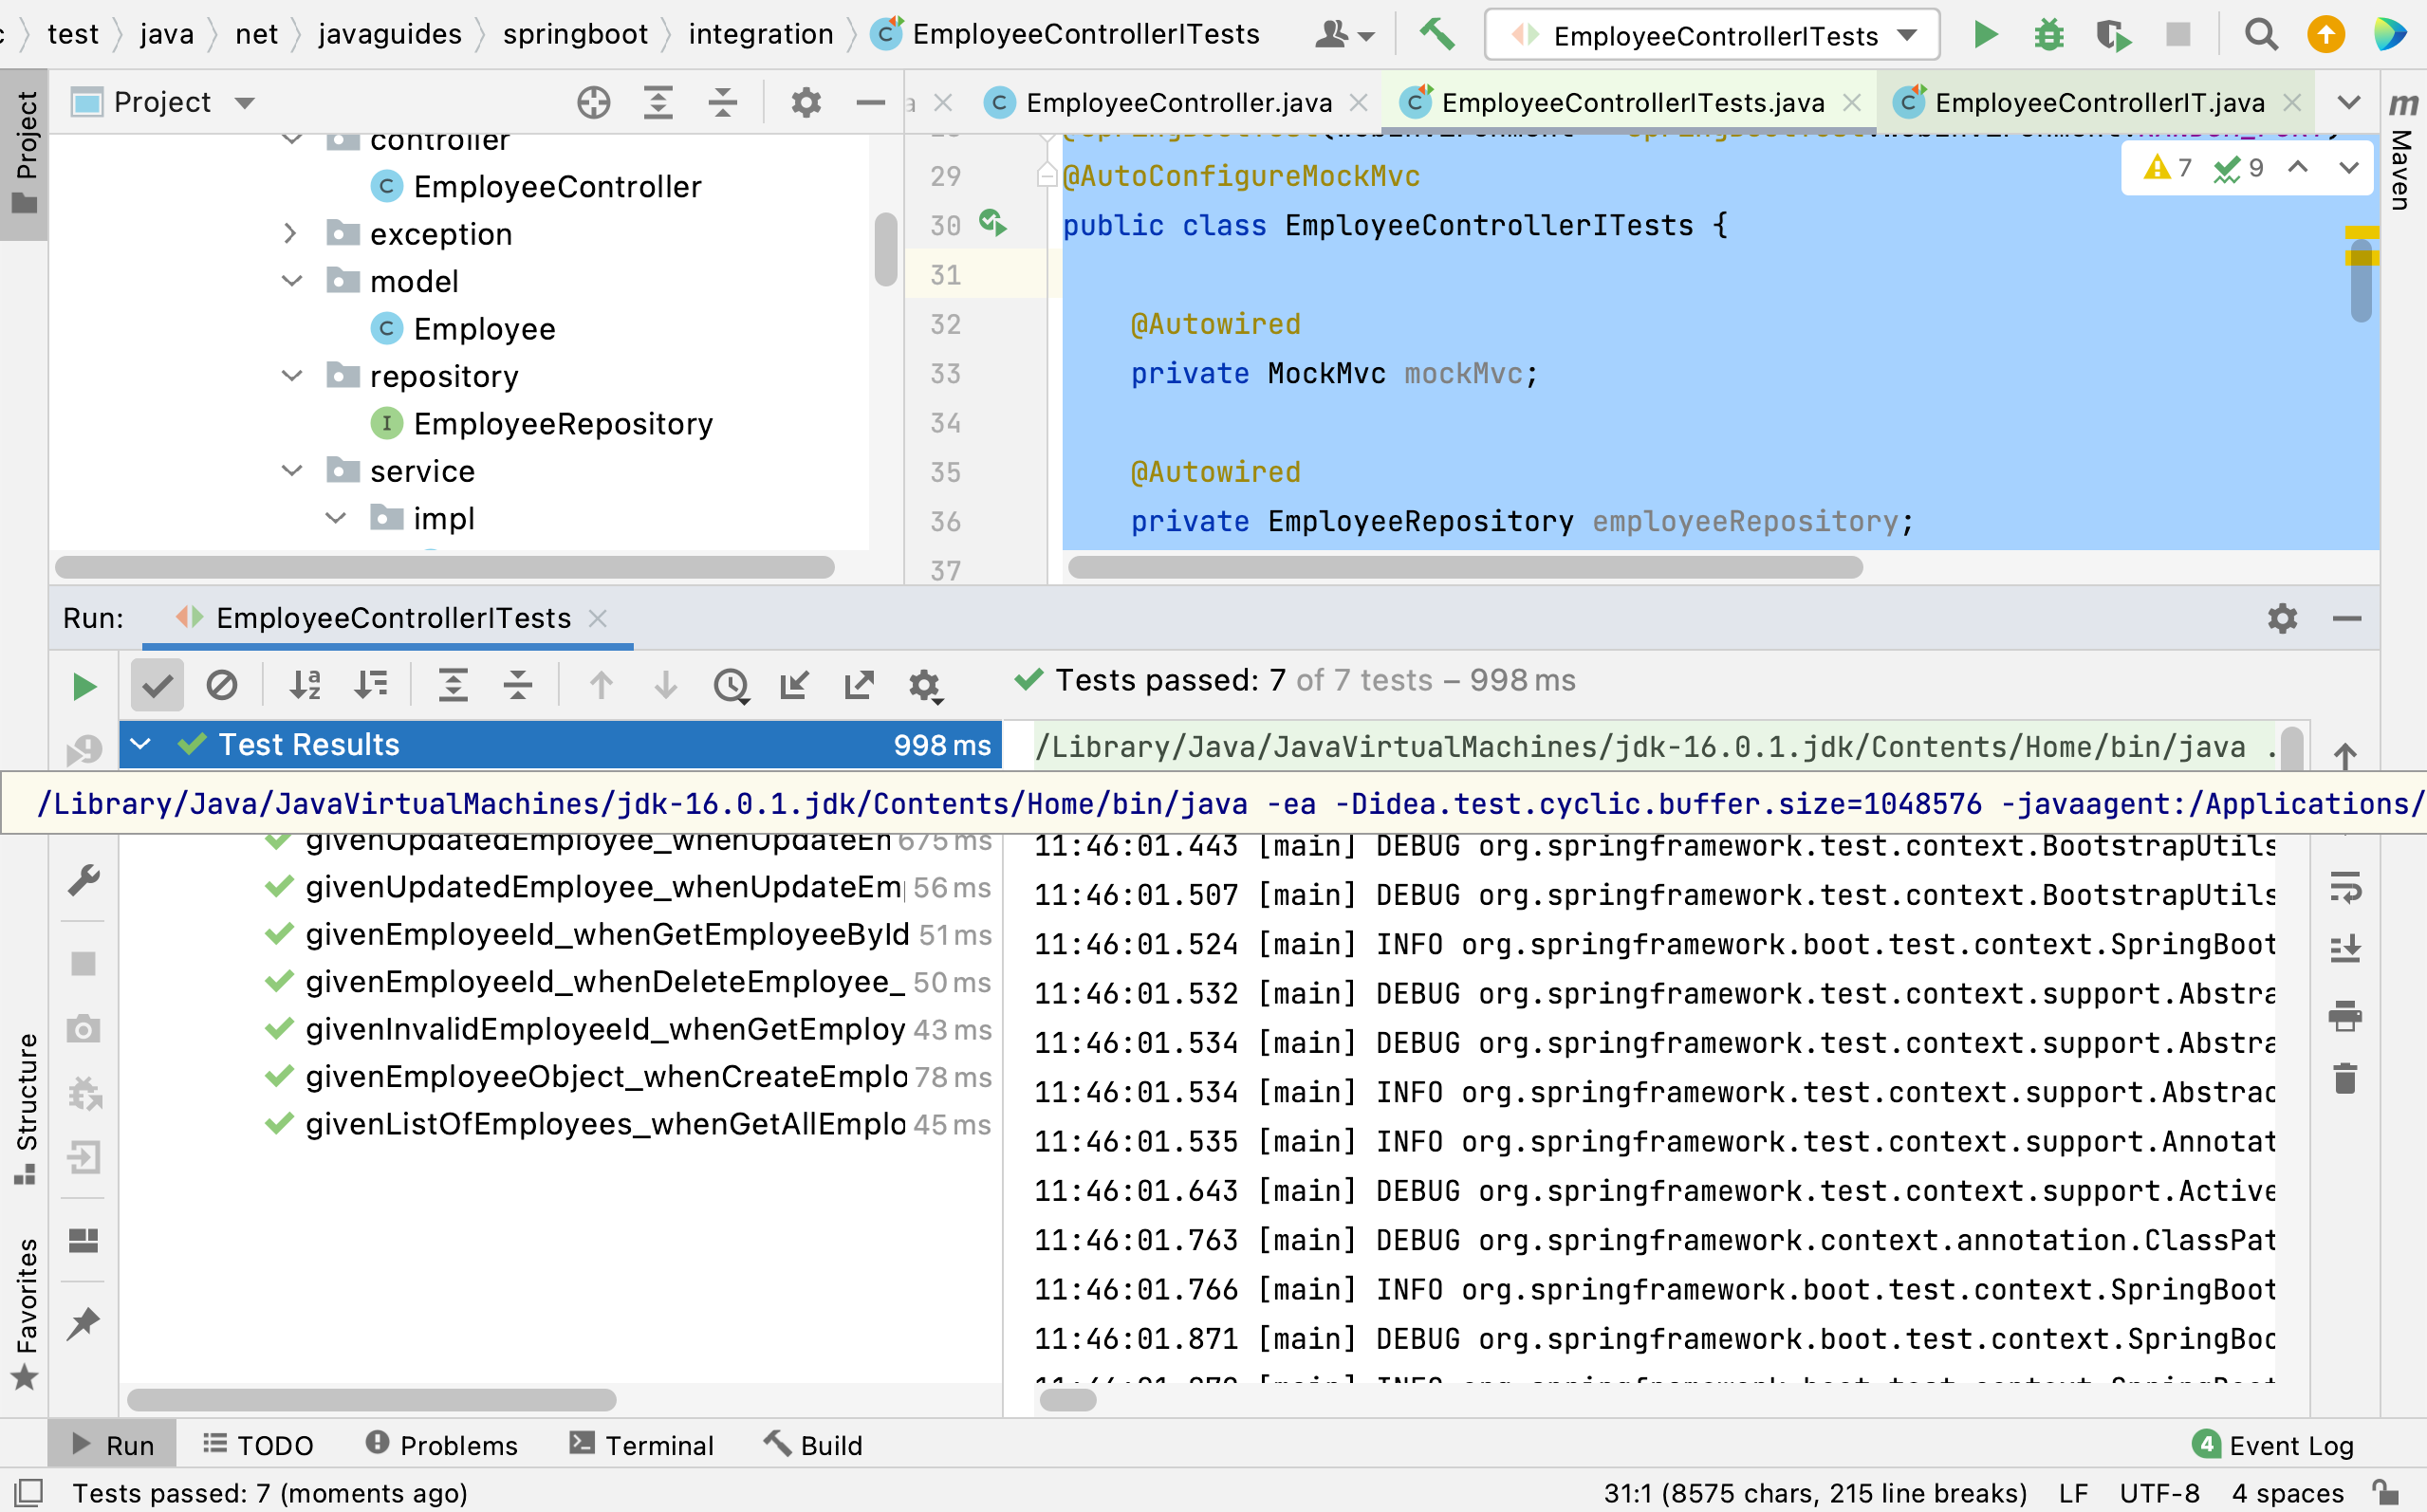 test java net javaguides springboot integration EmployeeControllerITests
EmployeeControllerITests
Project
EmployeeController.java EmployeeControllerITests.java EmployeeControllerIT.java
Project
Maven
controller
EmployeeController
exception
model
Employee
repository
EmployeeRepository
service
impl
29 @AutoConfigureMockMvc
7 9
30 public class EmployeeControllerITests {
31
32 @Autowired
33 private MockMvc mockMvc;
34
35 @Autowired
36 private EmployeeRepository employeeRepository;
37
Run: EmployeeControllerITests
Tests passed: 7 of 7 tests – 998 ms
Test Results 998 ms
/Library/Java/JavaVirtualMachines/jdk-16.0.1.jdk/Contents/Home/bin/java .
/Library/Java/JavaVirtualMachines/jdk-16.0.1.jdk/Contents/Home/bin/java -ea -Didea.test.cyclic.buffer.size=1048576 -javaagent:/Applications/
givenUpdatedEmployee_whenUpdateEm 675 ms
givenUpdatedEmployee_whenUpdateEmp 56 ms
givenEmployeeId_whenGetEmployeeById 51 ms
givenEmployeeId_whenDeleteEmployee_ 50 ms
givenInvalidEmployeeId_whenGetEmploy 43 ms
givenEmployeeObject_whenCreateEmplo 78 ms
givenListOfEmployees_whenGetAllEmplo 45 ms
11:46:01.443 [main] DEBUG org.springframework.test.context.BootstrapUtils
11:46:01.507 [main] DEBUG org.springframework.test.context.BootstrapUtils
11:46:01.524 [main] INFO org.springframework.boot.test.context.SpringBoot
11:46:01.532 [main] DEBUG org.springframework.test.context.support.Abstra
11:46:01.534 [main] DEBUG org.springframework.test.context.support.Abstra
11:46:01.534 [main] INFO org.springframework.test.context.support.Abstrac
11:46:01.535 [main] INFO org.springframework.test.context.support.Annotat
11:46:01.643 [main] DEBUG org.springframework.test.context.support.Active
11:46:01.763 [main] DEBUG org.springframework.context.annotation.ClassPat
11:46:01.766 [main] INFO org.springframework.boot.test.context.SpringBoot
11:46:01.871 [main] DEBUG org.springframework.boot.test.context.SpringBoo
Structure
Favorites
Run TODO Problems Terminal Build
4 Event Log
Tests passed: 7 (moments ago)
31:1 (8575 chars, 215 line breaks) LF UTF-8 4 spaces